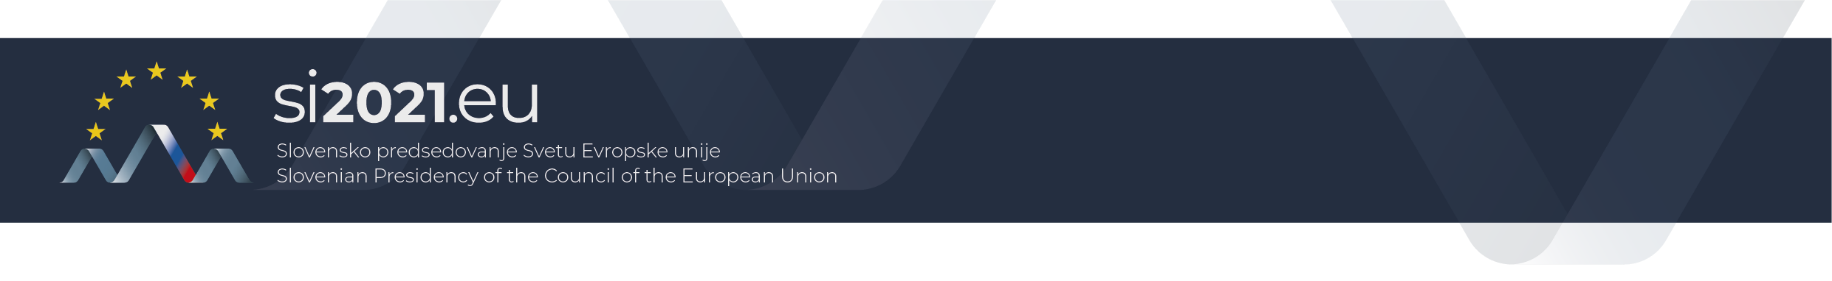 si2021.eu
Slovensko predsedovanje Svetu Evropske unije
Slovenian Presidency of the Council of the European Union